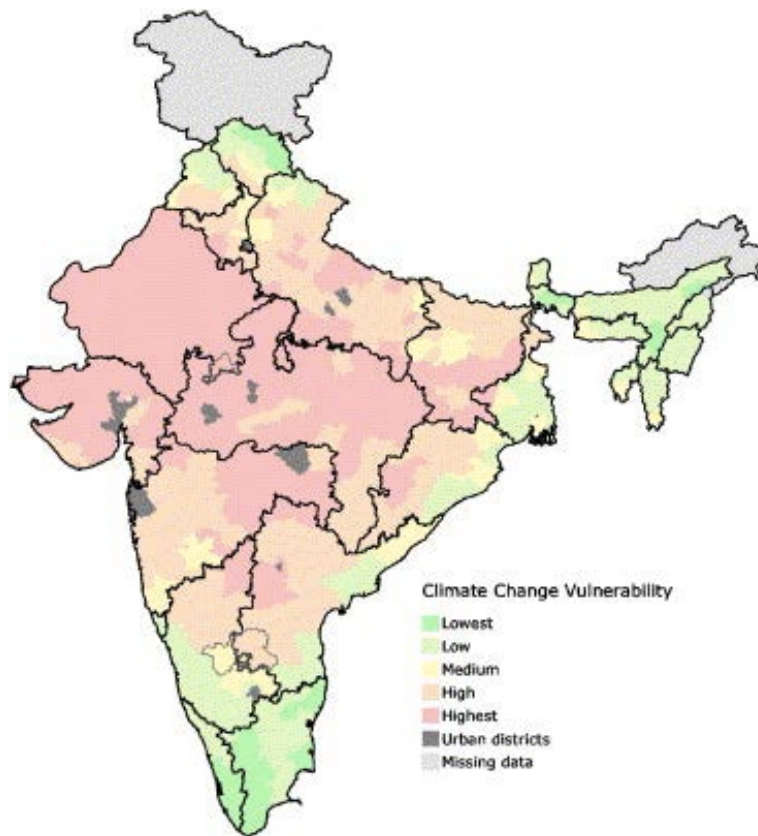 Climate Change Vulnerability
Lowest
Low
Medium
High
Highest
Urban districts
Missing data